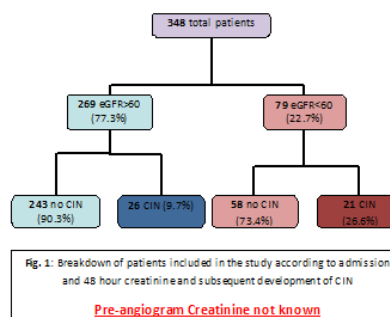 348 total patients
269 eGFR>60
(77.3%)
79 eGFR<60
(22.7%)
243 no CIN
(90.3%)
26 CIN (9.7%)
58 no CIN
(73.4%)
21 CIN
(26.6%)
Fig. 1: Breakdown of patients included in the study according to admission
and 48 hour creatinine and subsequent development of CIN
Pre-angiogram Creatinine not known